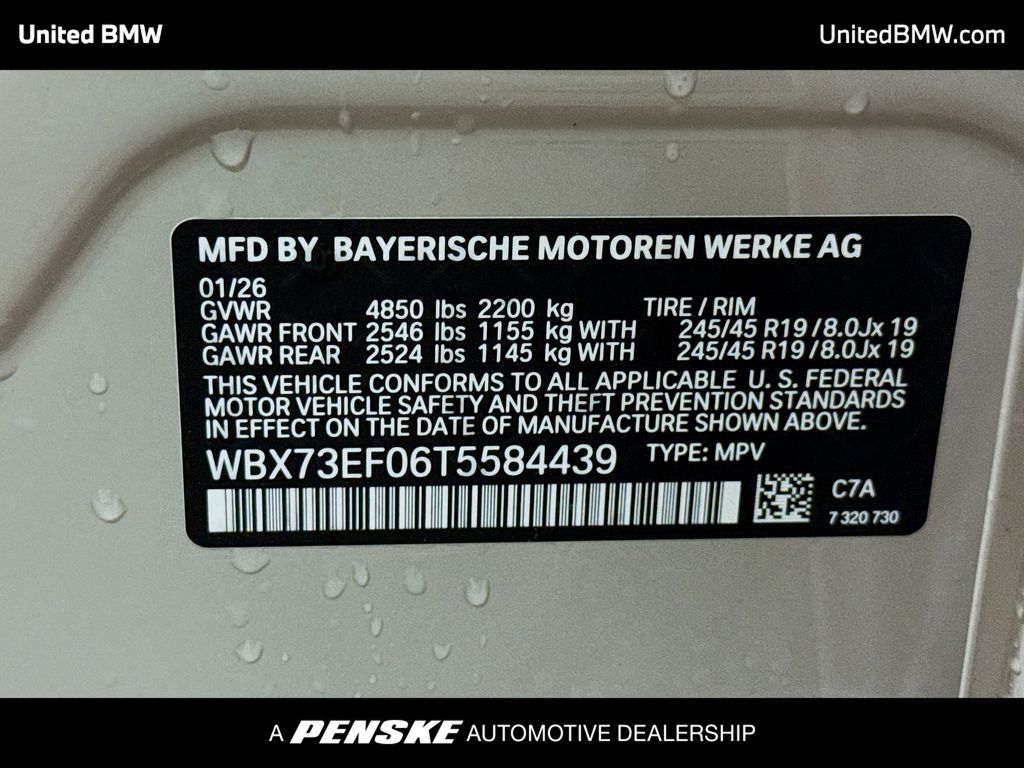 United BMW
UnitedBMW.com
MFD BY BAYERISCHE MOTOREN WERKE AG
01/26
GVWR 4850 lbs 2200 kg TIRE / RIM
GAWR FRONT 2546 lbs 1155 kg WITH 245/45 R19 / 8.0Jx 19
GAWR REAR 2524 lbs 1145 kg WITH 245/45 R19 / 8.0Jx 19
THIS VEHICLE CONFORMS TO ALL APPLICABLE U. S. FEDERAL
MOTOR VEHICLE SAFETY AND THEFT PREVENTION STANDARDS
IN EFFECT ON THE DATE OF MANUFACTURE SHOWN ABOVE.
WBX73EF06T5584439 TYPE: MPV
C7A
7 320 730
A PENSKE AUTOMOTIVE DEALERSHIP